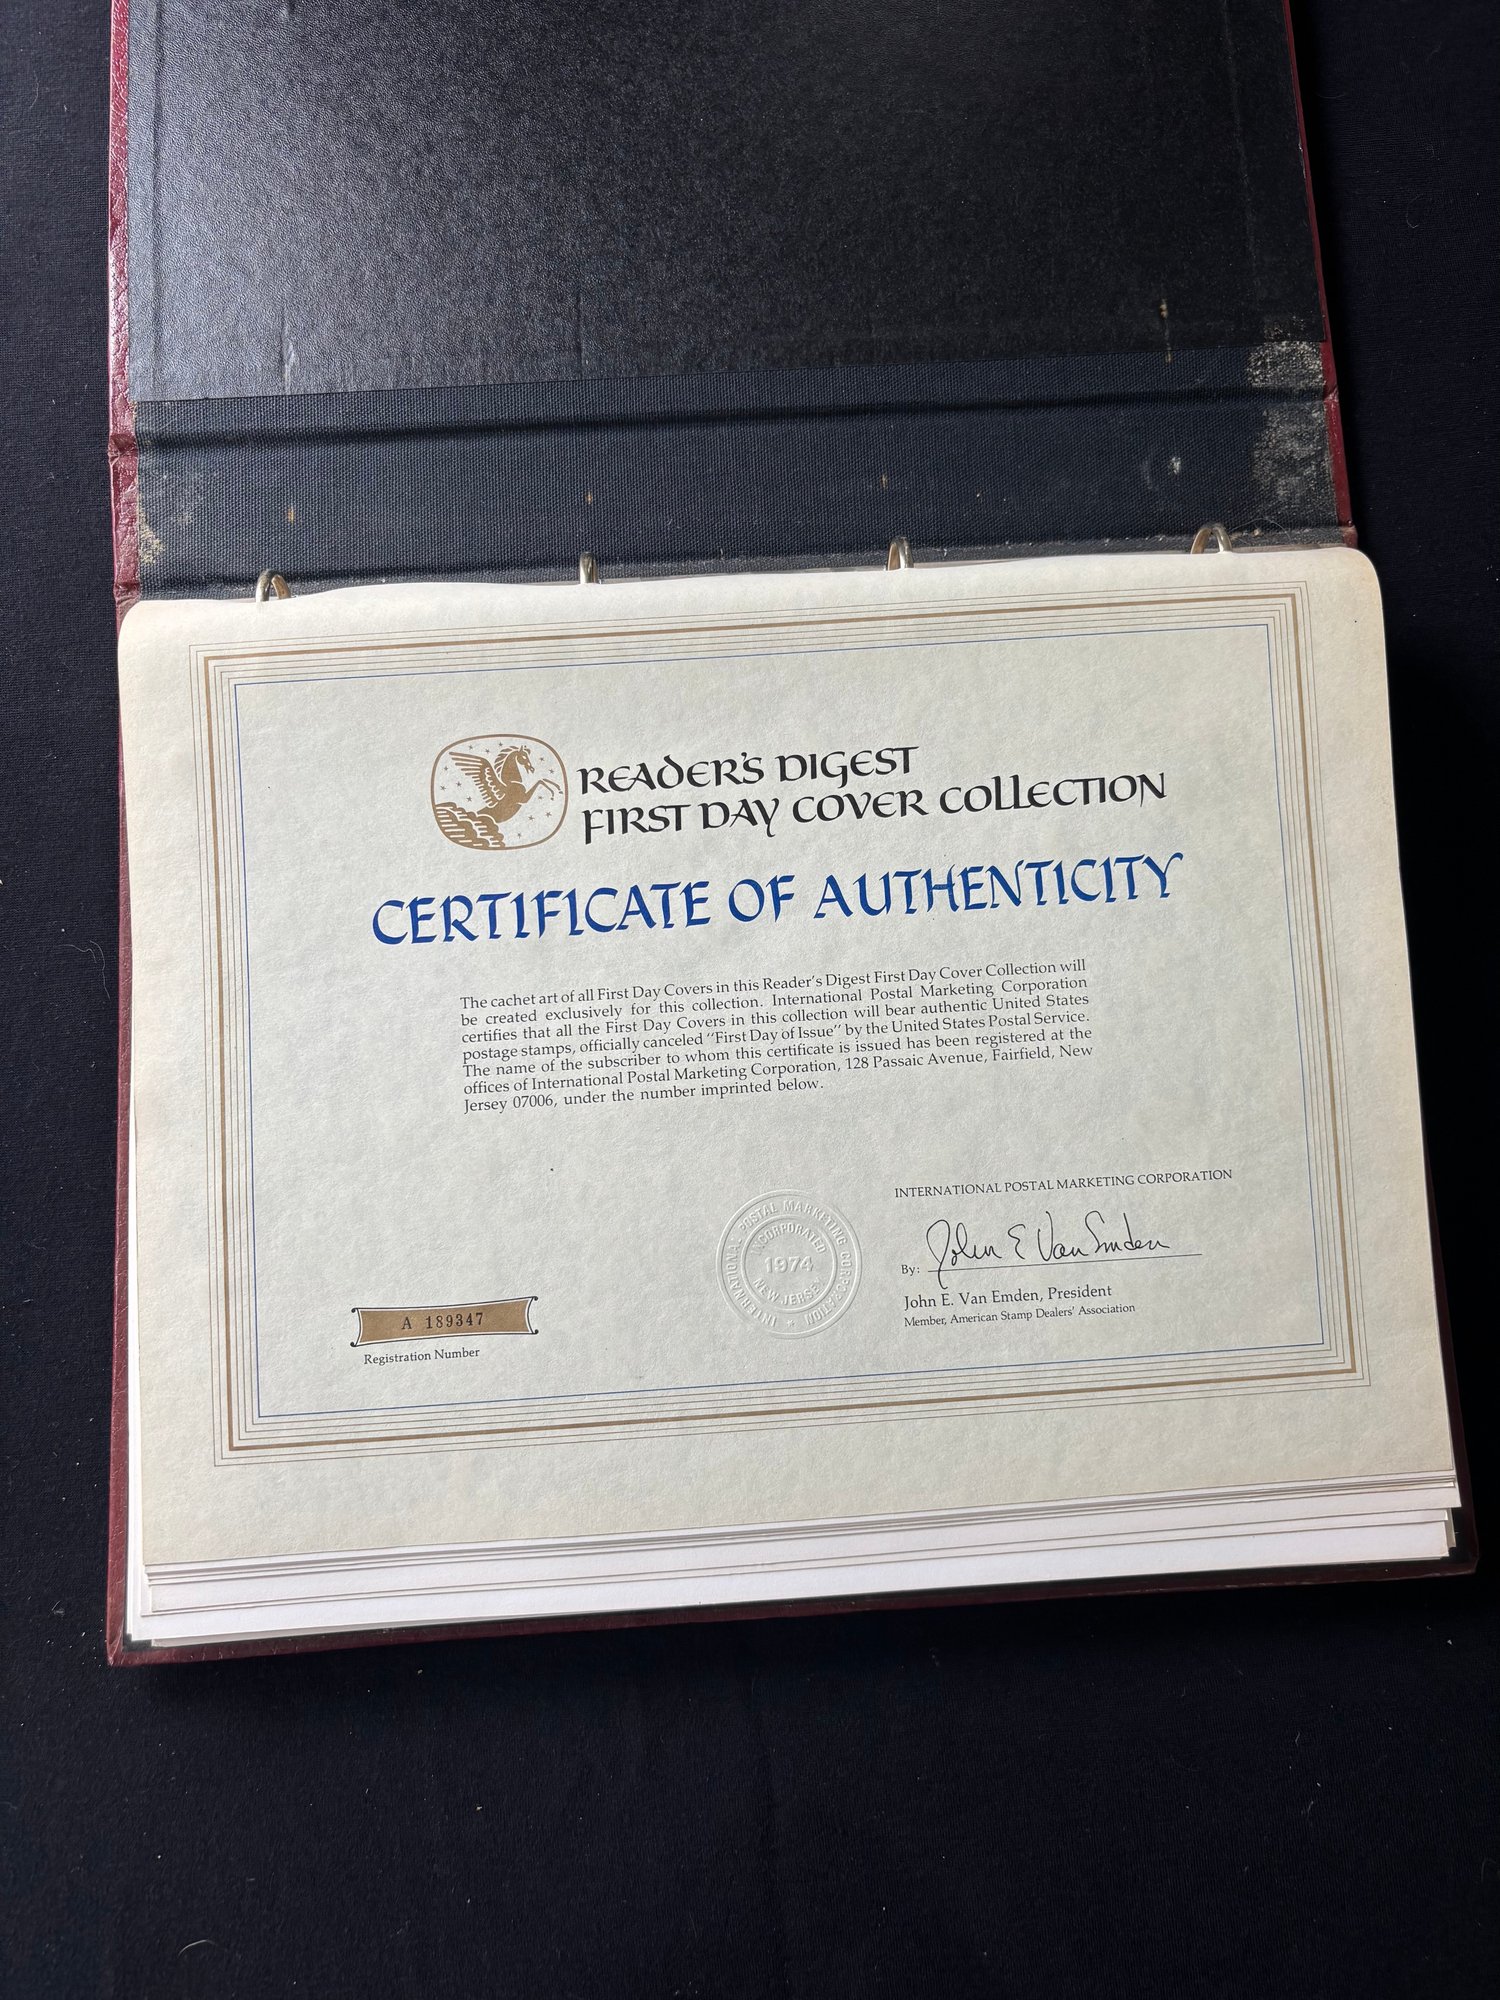 READER'S DIGEST
FIRST DAY COVER COLLECTION
CERTIFICATE OF AUTHENTICITY
The cachet art of all First Day Covers in this Reader's Digest First Day Cover Collection will
be created exclusively for this collection. International Postal Marketing Corporation
certifies that all the First Day Covers in this collection will bear authentic United States
postage stamps, officially canceled "First Day of Issue" by the United States Postal Service.
The name of the subscriber to whom this certificate is issued has been registered at the
offices of International Postal Marketing Corporation, 128 Passaic Avenue, Fairfield, New
Jersey 07006, under the number imprinted below.
INTERNATIONAL POSTAL MARKETING CORPORATION
By: John E Van Emden
John E. Van Emden, President
Member, American Stamp Dealers' Association
INTERNATIONAL POSTAL MARKETING CORPORATION
INCORPORATED
1974
NEW JERSEY
A 189347
Registration Number